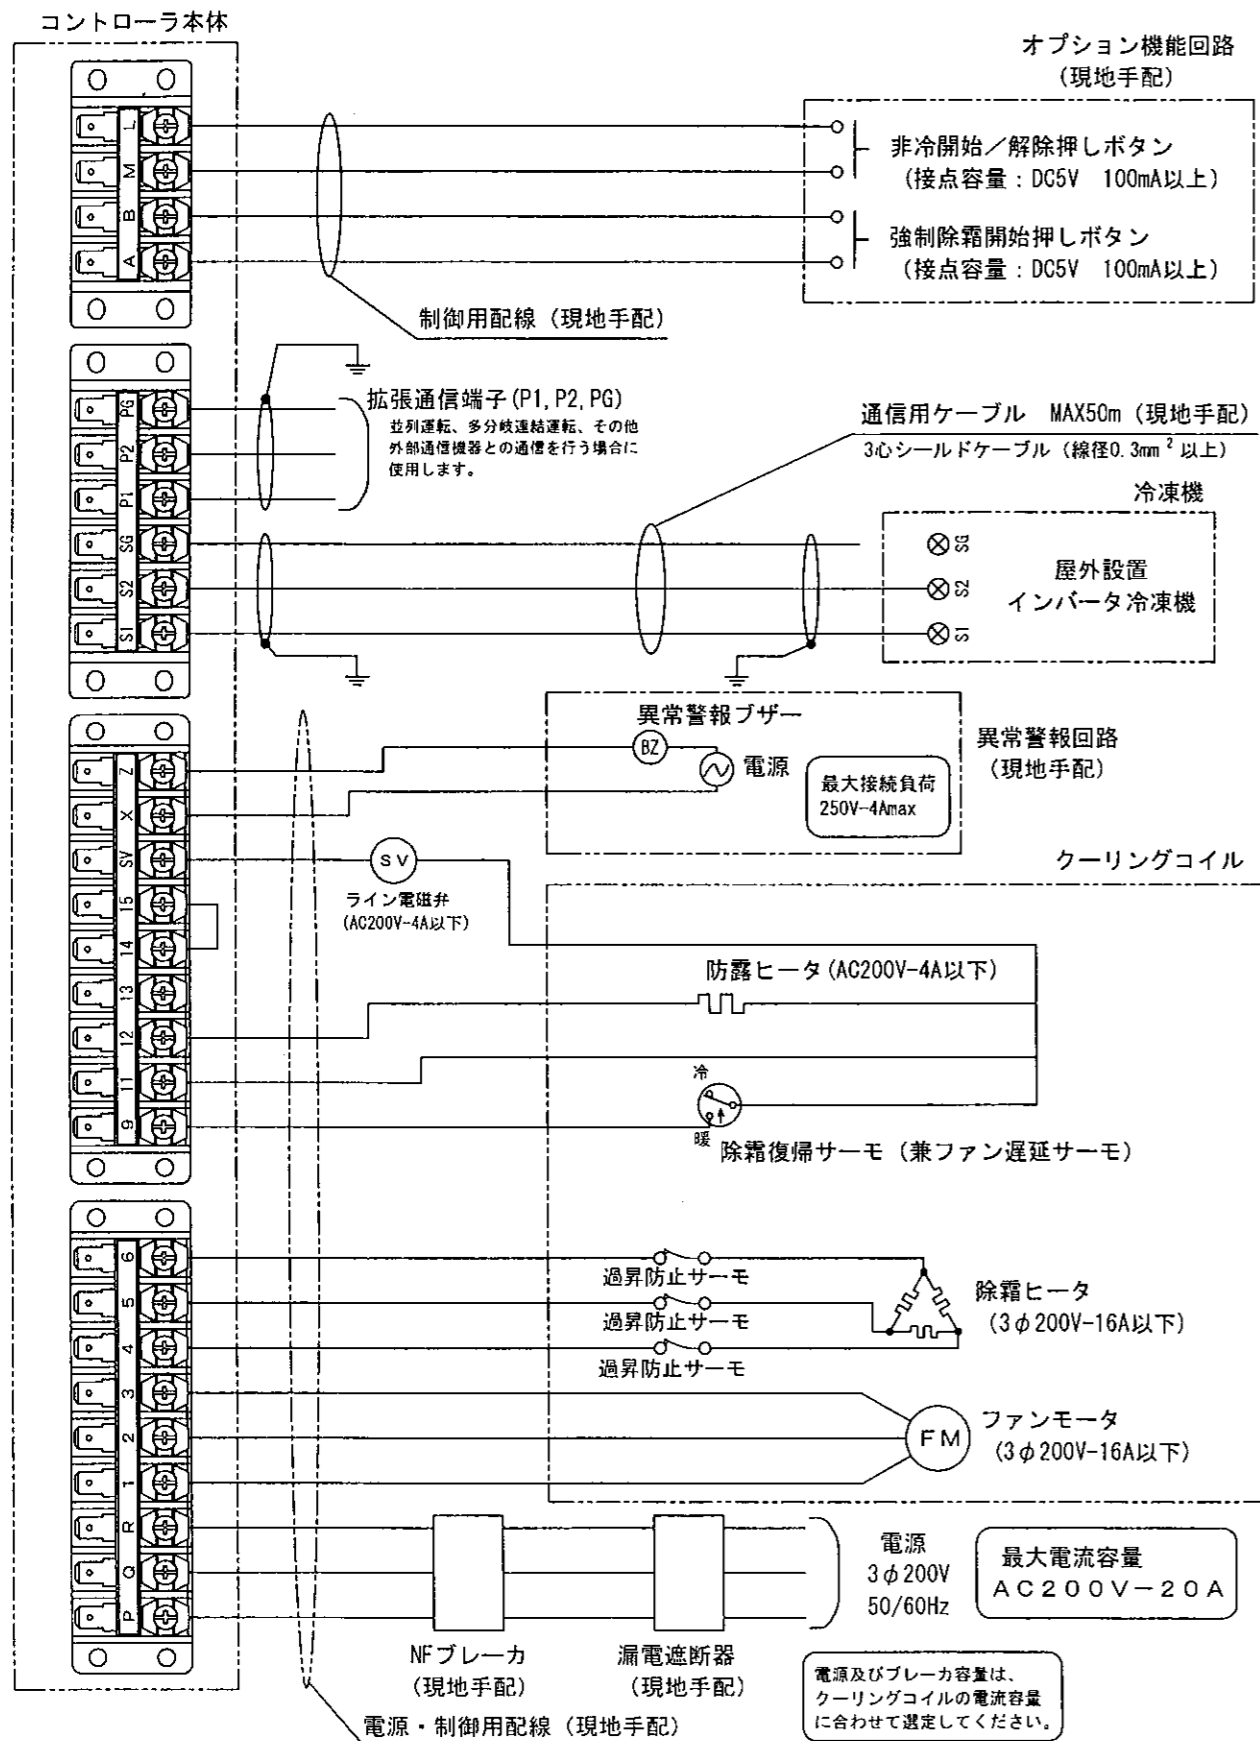 コントローラ本体
オプション機能回路
(現地手配)
L
M
B
A
非冷開始／解除押しボタン
(接点容量：DC5V 100mA以上)
強制除霜開始押しボタン
(接点容量：DC5V 100mA以上)
制御用配線（現地手配）
PG
P2
P1
SG
S2
S1
拡張通信端子(P1, P2, PG)
並列運転、多分岐連結運転、その他
外部通信機器との通信を行う場合に
使用します。
通信用ケーブル MAX50m（現地手配）
3心シールドケーブル（線径0.3mm²以上）
冷凍機
SG
S2
S1
屋外設置
インバータ冷凍機
Z
X
SV
15
14
13
12
11
9
異常警報ブザー
BZ
電源
最大接続負荷
250V-4Amax
異常警報回路
(現地手配)
SV
ライン電磁弁
(AC200V-4A以下)
クーリングコイル
防露ヒータ(AC200V-4A以下)
冷
暖
除霜復帰サーモ（兼ファン遅延サーモ）
6
5
4
3
2
1
R
Q
P
過昇防止サーモ
過昇防止サーモ
過昇防止サーモ
除霜ヒータ
(3φ200V-16A以下)
FM
ファンモータ
(3φ200V-16A以下)
電源
3φ200V
50/60Hz
最大電流容量
AC200V-20A
NFブレーカ
(現地手配)
漏電遮断器
(現地手配)
電源及びブレーカ容量は、
クーリングコイルの電流容量
に合わせて選定してください。
電源・制御用配線（現地手配）